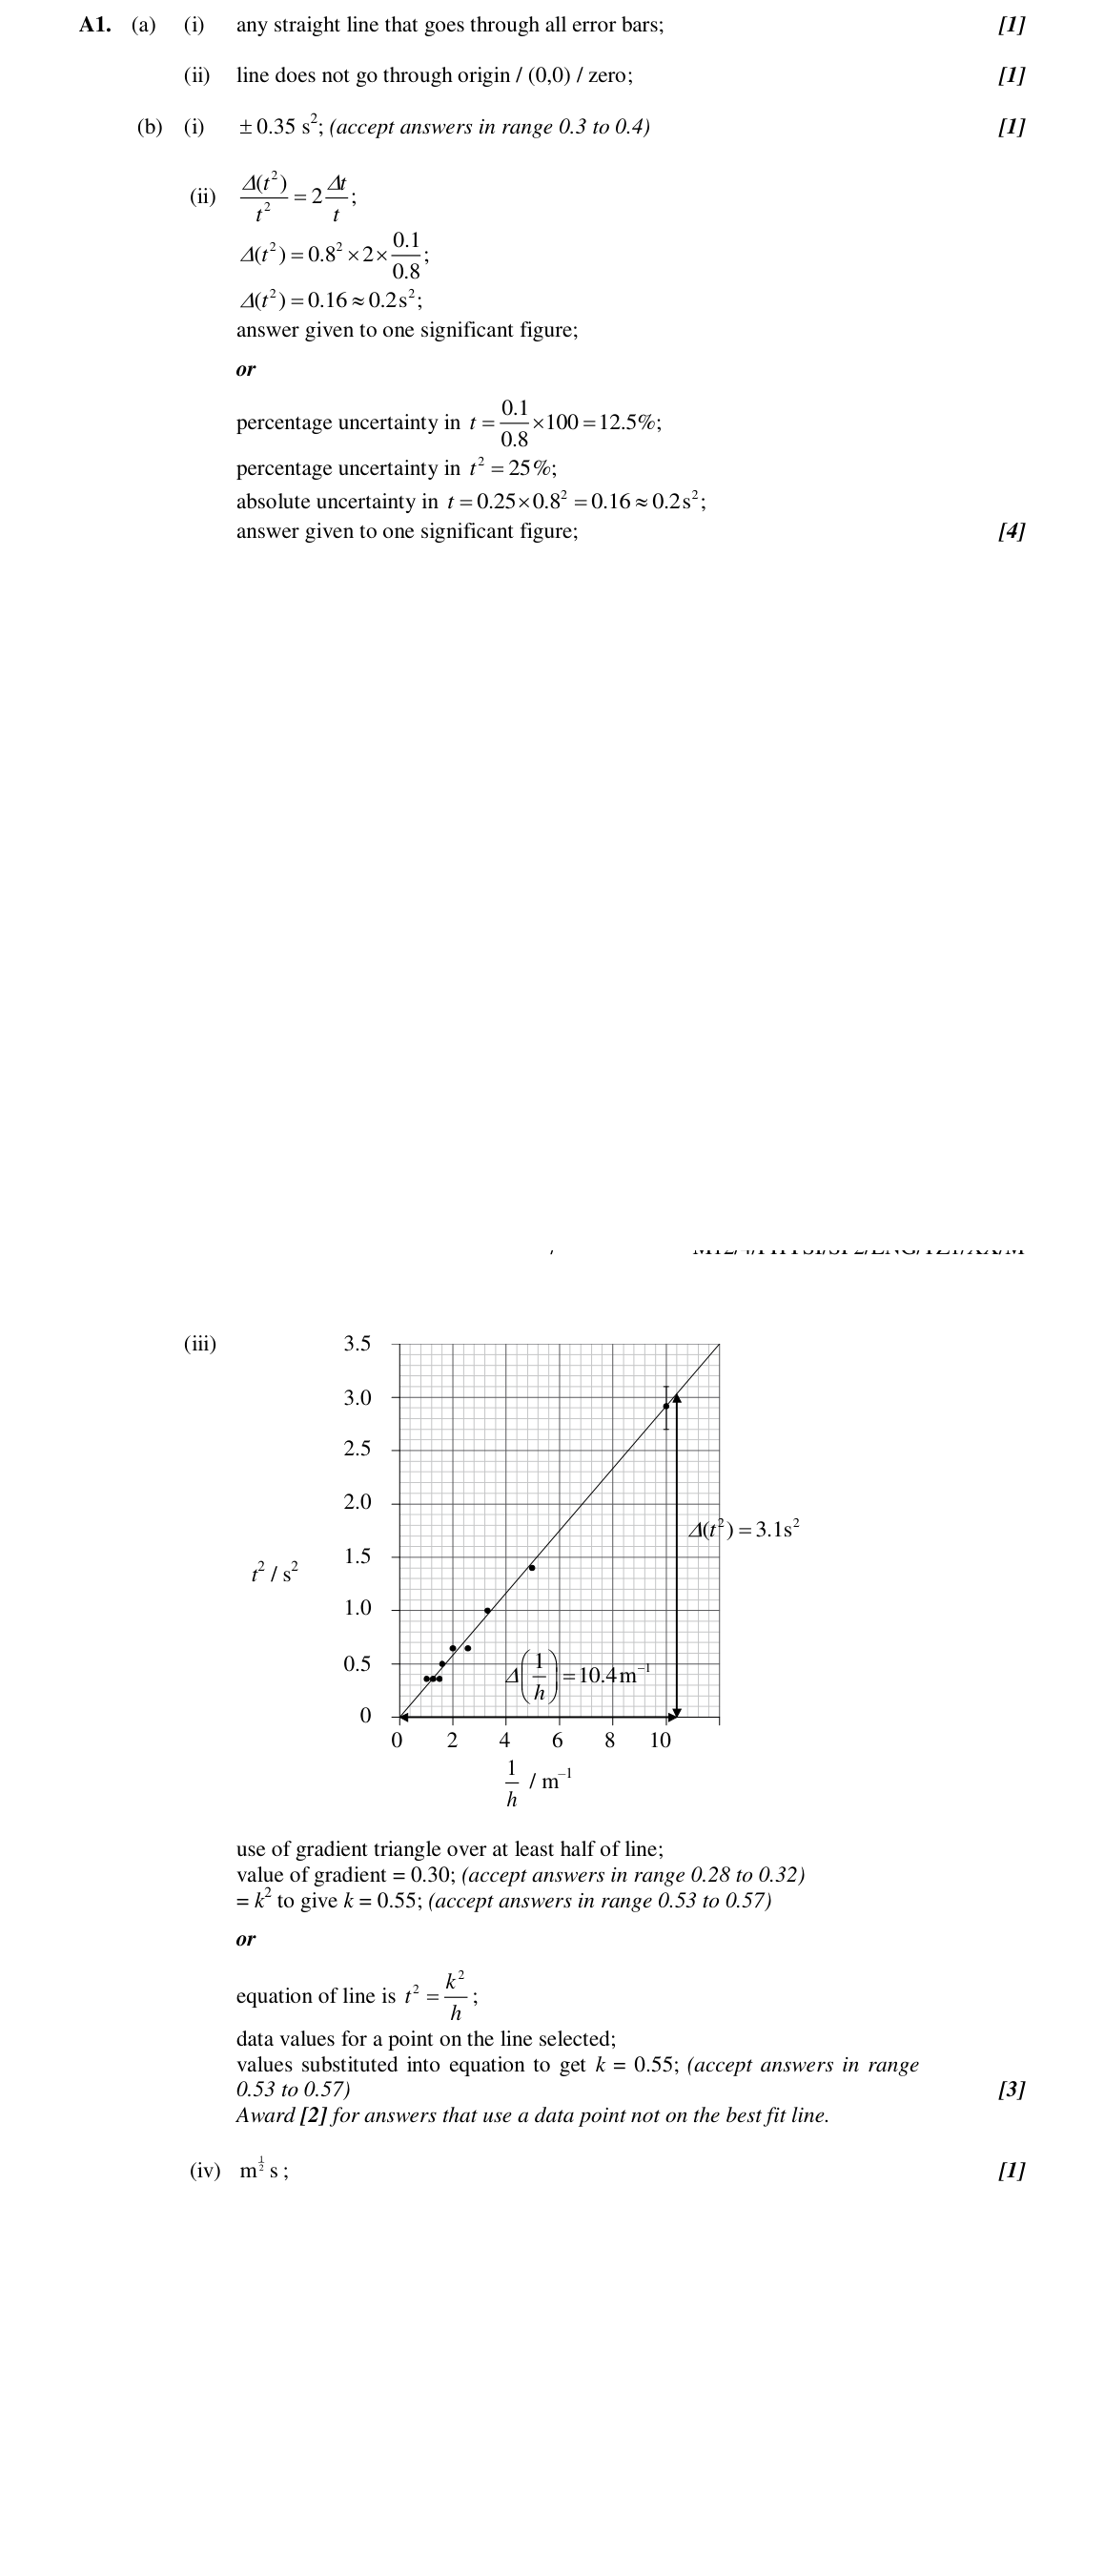 A1. (a) (i) any straight line that goes through all error bars; [1]
(ii) line does not go through origin / (0,0) / zero; [1]
(b) (i) ± 0.35 s²; (accept answers in range 0.3 to 0.4) [1]
(ii) Δ(t²)/t² = 2 Δt/t;
Δ(t²) = 0.8² × 2 × 0.1/0.8;
Δ(t²) = 0.16 ≈ 0.2 s²;
answer given to one significant figure;
or
percentage uncertainty in t = 0.1/0.8 × 100 = 12.5%;
percentage uncertainty in t² = 25%;
absolute uncertainty in t = 0.25 × 0.8² = 0.16 ≈ 0.2 s²;
answer given to one significant figure; [4]
(iii)
3.5
3.0
2.5
2.0
Δ(t²) = 3.1 s²
1.5
t² / s²
1.0
0.5
Δ(1/h) = 10.4 m⁻¹
0
0 2 4 6 8 10
1/h / m⁻¹
use of gradient triangle over at least half of line;
value of gradient = 0.30; (accept answers in range 0.28 to 0.32)
= k² to give k = 0.55; (accept answers in range 0.53 to 0.57)
or
equation of line is t² = k²/h;
data values for a point on the line selected;
values substituted into equation to get k = 0.55; (accept answers in range
0.53 to 0.57) [3]
Award [2] for answers that use a data point not on the best fit line.
(iv) m^½ s; [1]